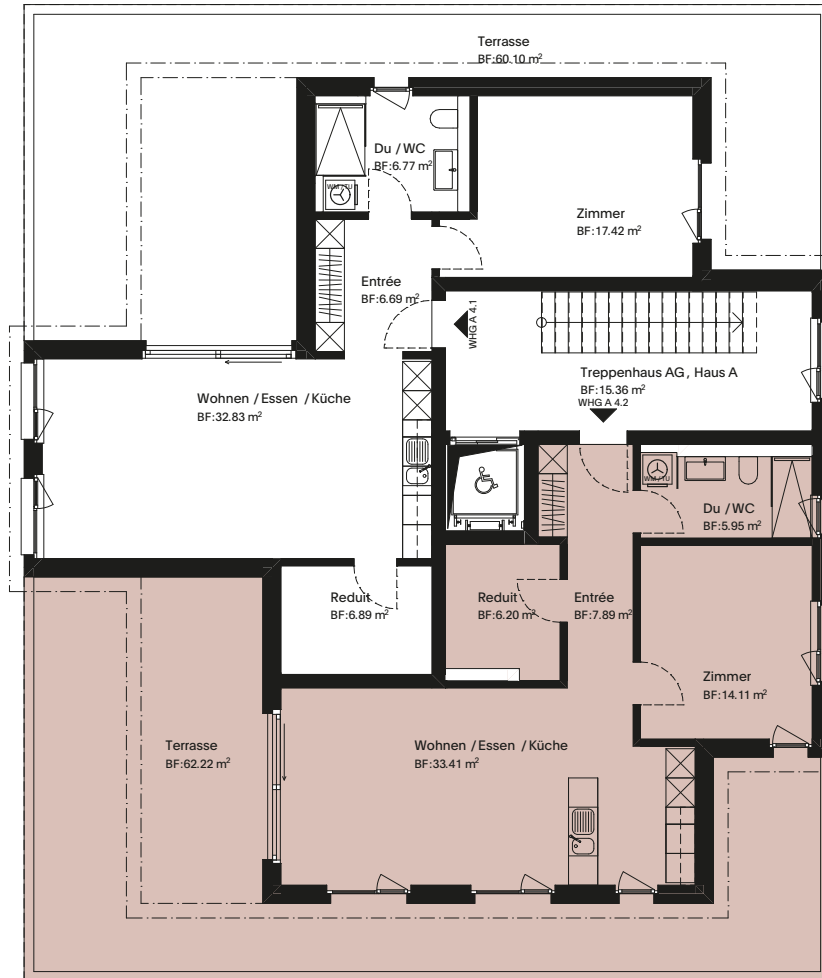 Terrasse
BF:60.10 m²
Du / WC
BF:6.77 m²
WM / TU
Zimmer
BF:17.42 m²
Entrée
BF:6.69 m²
WHG A 4.1
Treppenhaus AG , Haus A
BF:15.36 m²
WHG A 4.2
Wohnen / Essen / Küche
BF:32.83 m²
WM / TU
Du / WC
BF:5.95 m²
Reduit
BF:6.89 m²
Reduit
BF:6.20 m²
Entrée
BF:7.89 m²
Zimmer
BF:14.11 m²
Terrasse
BF:62.22 m²
Wohnen / Essen / Küche
BF:33.41 m²